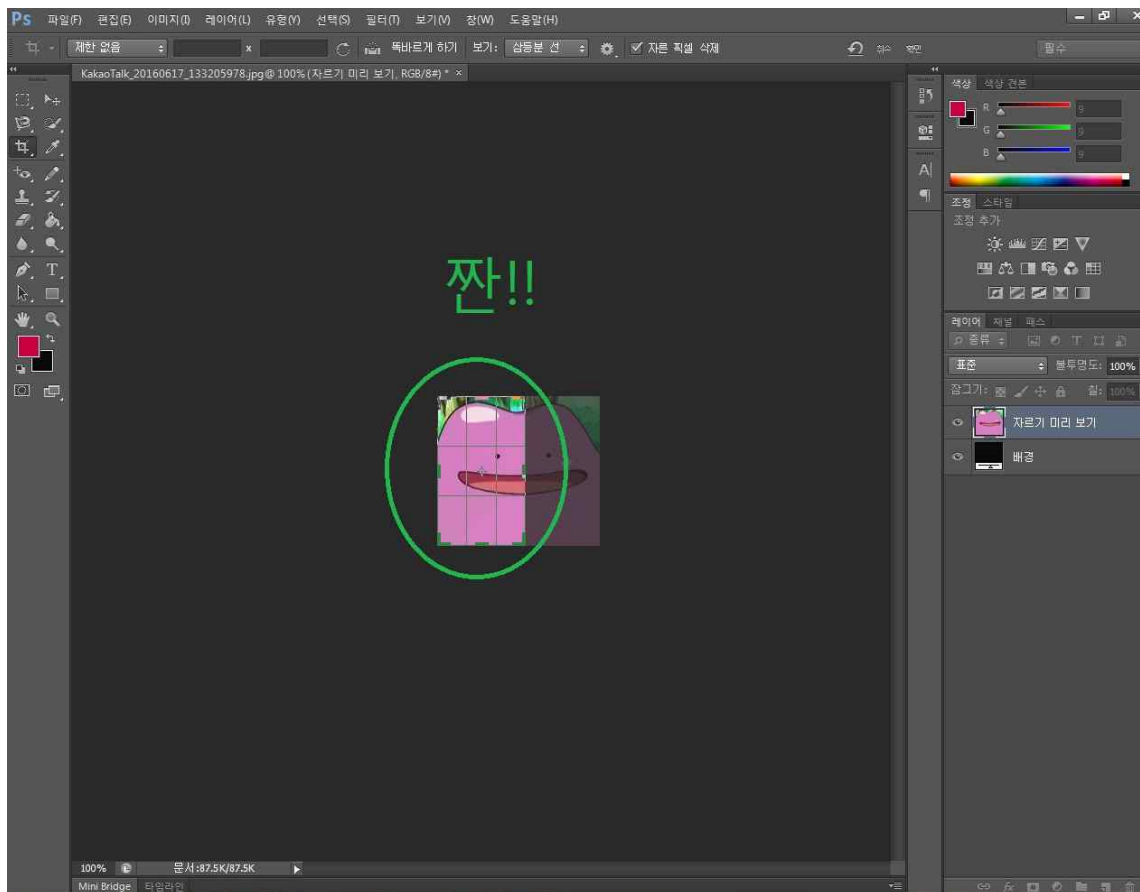 Ps 파일(F) 편집(E) 이미지(I) 레이어(L) 유형(Y) 선택(S) 필터(T) 보기(V) 창(W) 도움말(H)
제한 없음 x 똑바르게 하기 보기: 삼등분 선 자른 픽셀 삭제 취소 필수
KakaoTalk_20160617_133205978.jpg @ 100% (자르기 미리 보기, RGB/8#) * ×
색상 색상 견본
R 9
G 9
B 9
조정 스타일
조정 추가
짠!!
레이어 채널 패스
종류
표준 불투명도: 100%
잠그기: 칠: 100%
자르기 미리 보기
배경
100% 문서:87.5K/87.5K
Mini Bridge 타임라인